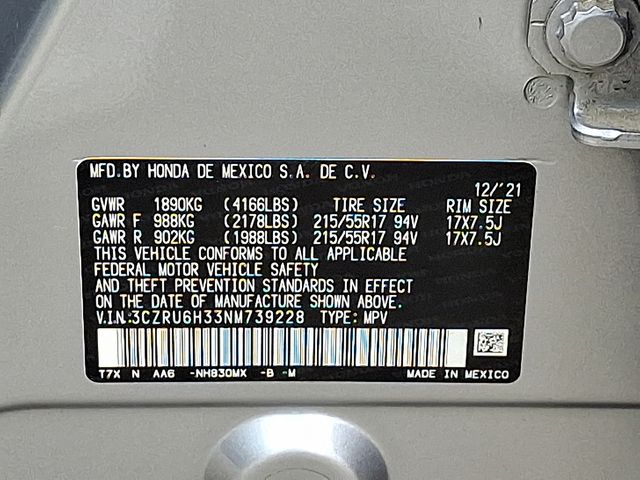 MFD. BY HONDA DE MEXICO S.A. DE C.V.
12/'21
GVWR 1890KG (4166LBS) TIRE SIZE RIM SIZE
GAWR F 988KG (2178LBS) 215/55R17 94V 17X7.5J
GAWR R 902KG (1988LBS) 215/55R17 94V 17X7.5J
THIS VEHICLE CONFORMS TO ALL APPLICABLE
FEDERAL MOTOR VEHICLE SAFETY
AND THEFT PREVENTION STANDARDS IN EFFECT
ON THE DATE OF MANUFACTURE SHOWN ABOVE.
V.I.N:3CZRU6H33NM739228 TYPE: MPV
T7X N AA6 -NH830MX -B -M MADE IN MEXICO